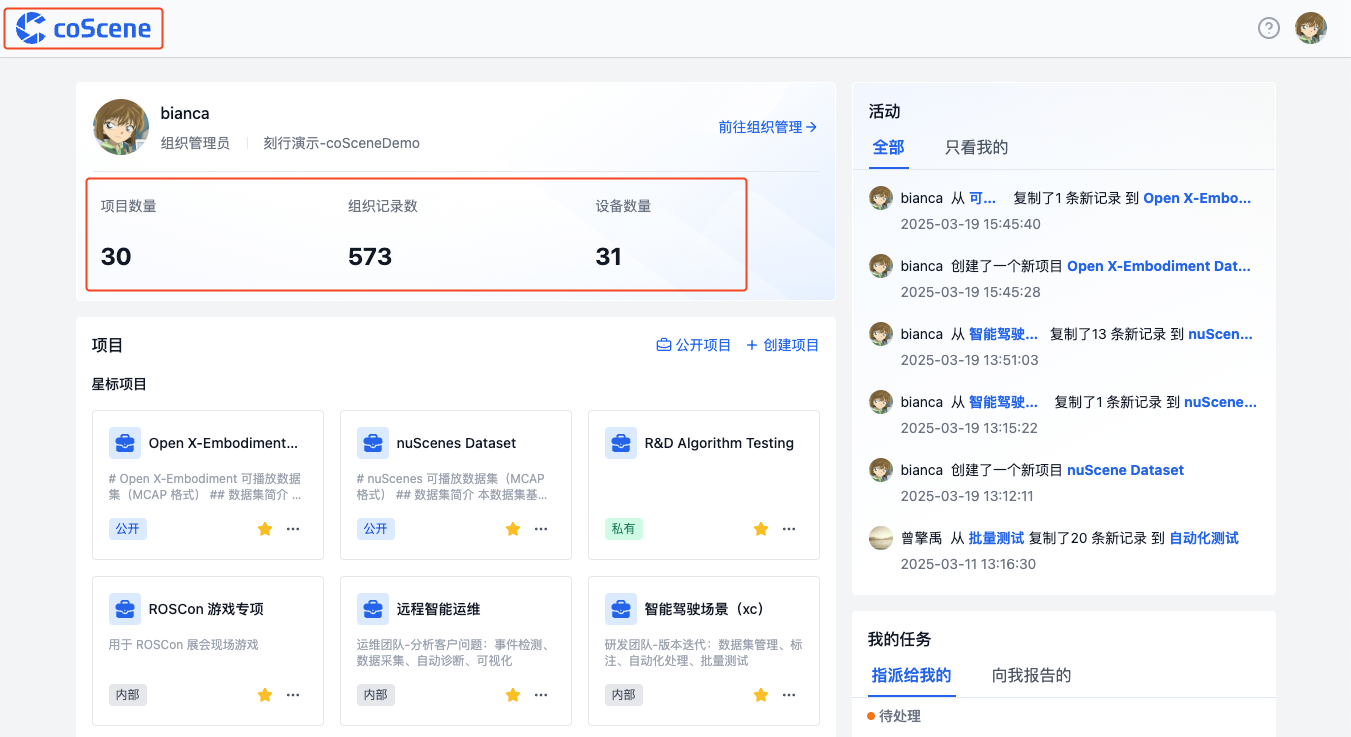 coScene
bianca
组织管理员 刻行演示-coSceneDemo
前往组织管理
项目数量 组织记录数 设备数量
30 573 31
项目
公开项目 + 创建项目
星标项目
Open X-Embodiment...
# Open X-Embodiment 可播放数据
集（MCAP 格式） ## 数据集简介 ...
公开
nuScenes Dataset
# nuScenes 可播放数据集（MCAP
格式） ## 数据集简介 本数据集基...
公开
R&D Algorithm Testing
私有
ROSCon 游戏专项
用于 ROSCon 展会现场游戏
内部
远程智能运维
运维团队-分析客户问题：事件检测、
数据采集、自动诊断、可视化
内部
智能驾驶场景（xc）
研发团队-版本迭代：数据集管理、标
注、自动化处理、批量测试
内部
活动
全部 只看我的
bianca 从 可... 复制了1 条新记录 到 Open X-Embo...
2025-03-19 15:45:40
bianca 创建了一个新项目 Open X-Embodiment Dat...
2025-03-19 15:45:28
bianca 从 智能驾驶... 复制了13 条新记录 到 nuScen...
2025-03-19 13:51:03
bianca 从 智能驾驶... 复制了1 条新记录 到 nuScene...
2025-03-19 13:15:22
bianca 创建了一个新项目 nuScene Dataset
2025-03-19 13:12:11
曾擎禹 从 批量测试 复制了20 条新记录 到 自动化测试
2025-03-11 13:16:30
我的任务
指派给我的 向我报告的
待处理